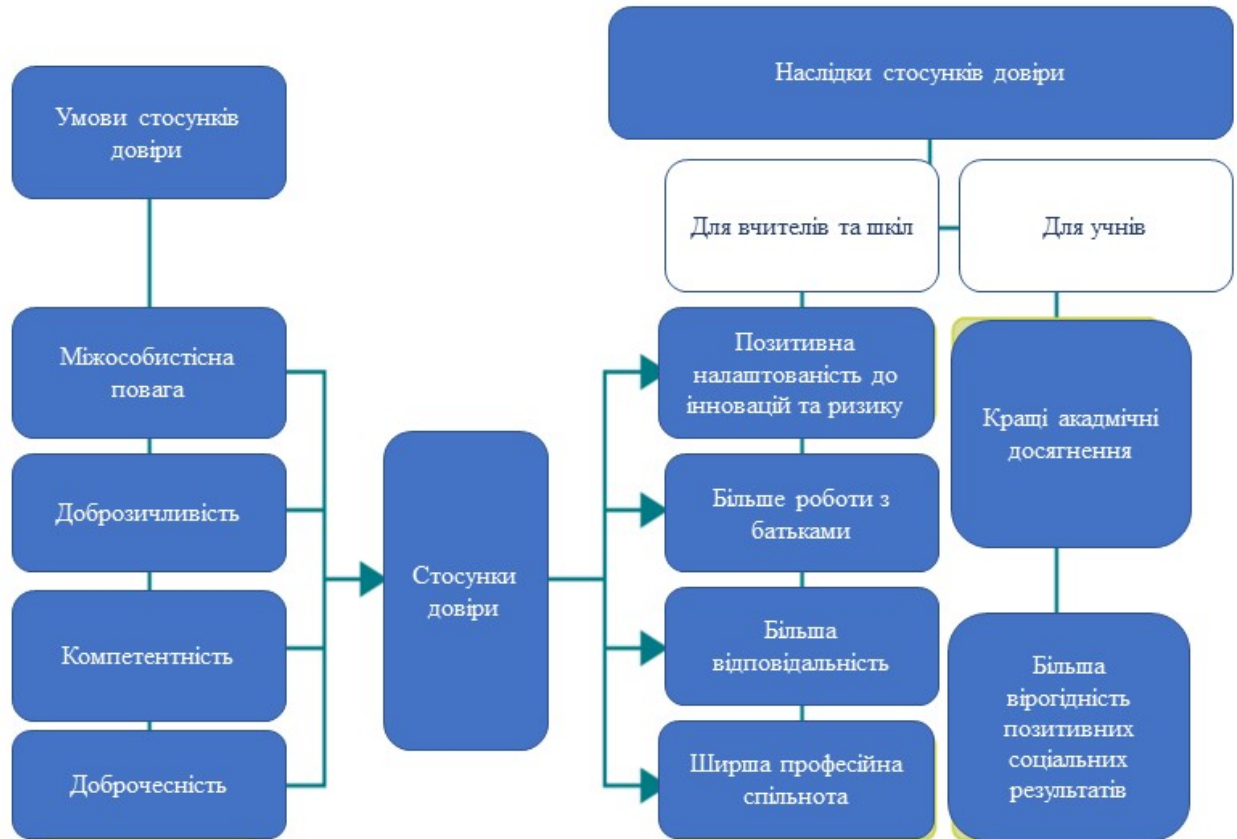 Умови стосунків
довіри
Міжособистісна
повага
Доброзичливість
Компетентність
Доброчесність
Стосунки
довіри
Наслідки стосунків довіри
Для вчителів та шкіл
Для учнів
Позитивна
налаштованість до
інновацій та ризику
Більше роботи з
батьками
Більша
відповідальність
Ширша професійна
спільнота
Кращі акадмічні
досягнення
Більша
вірогідність
позитивних
соціальних
результатів